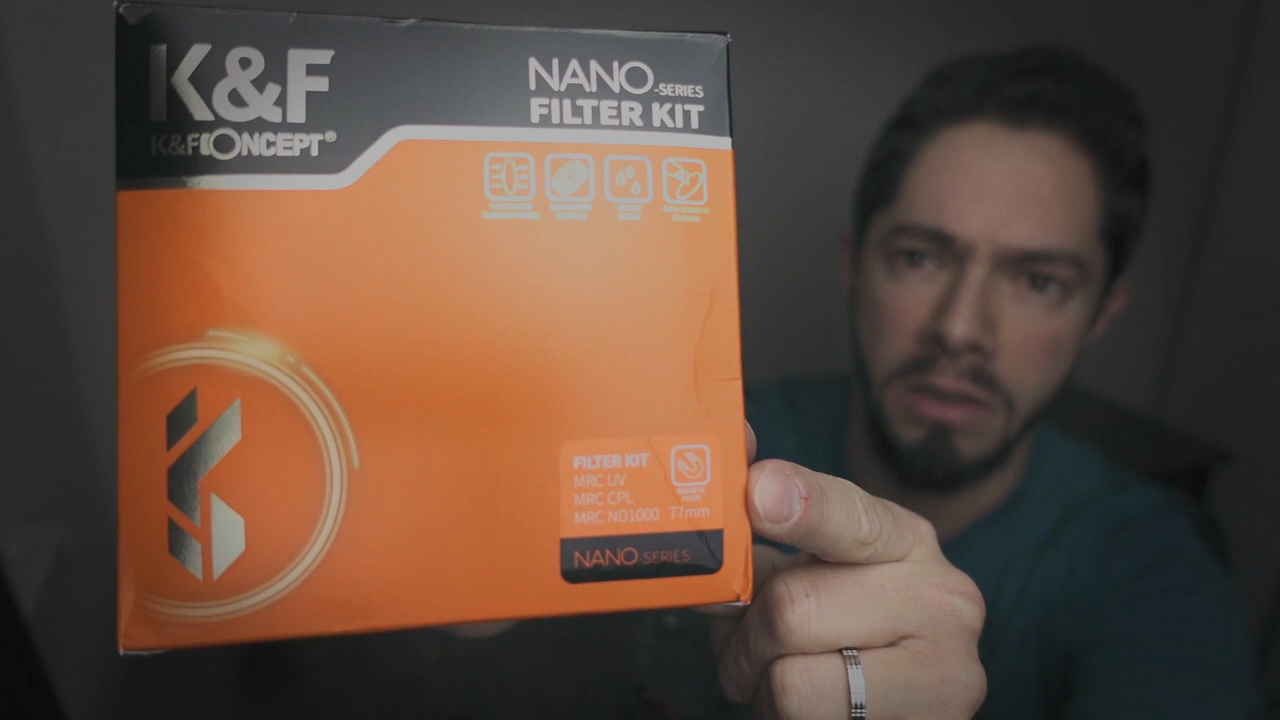 K&F
K&F CONCEPT®
NANO-SERIES
FILTER KIT
FILTER KIT
MRC UV
MRC CPL
MRC ND1000 77mm
NANO-SERIES